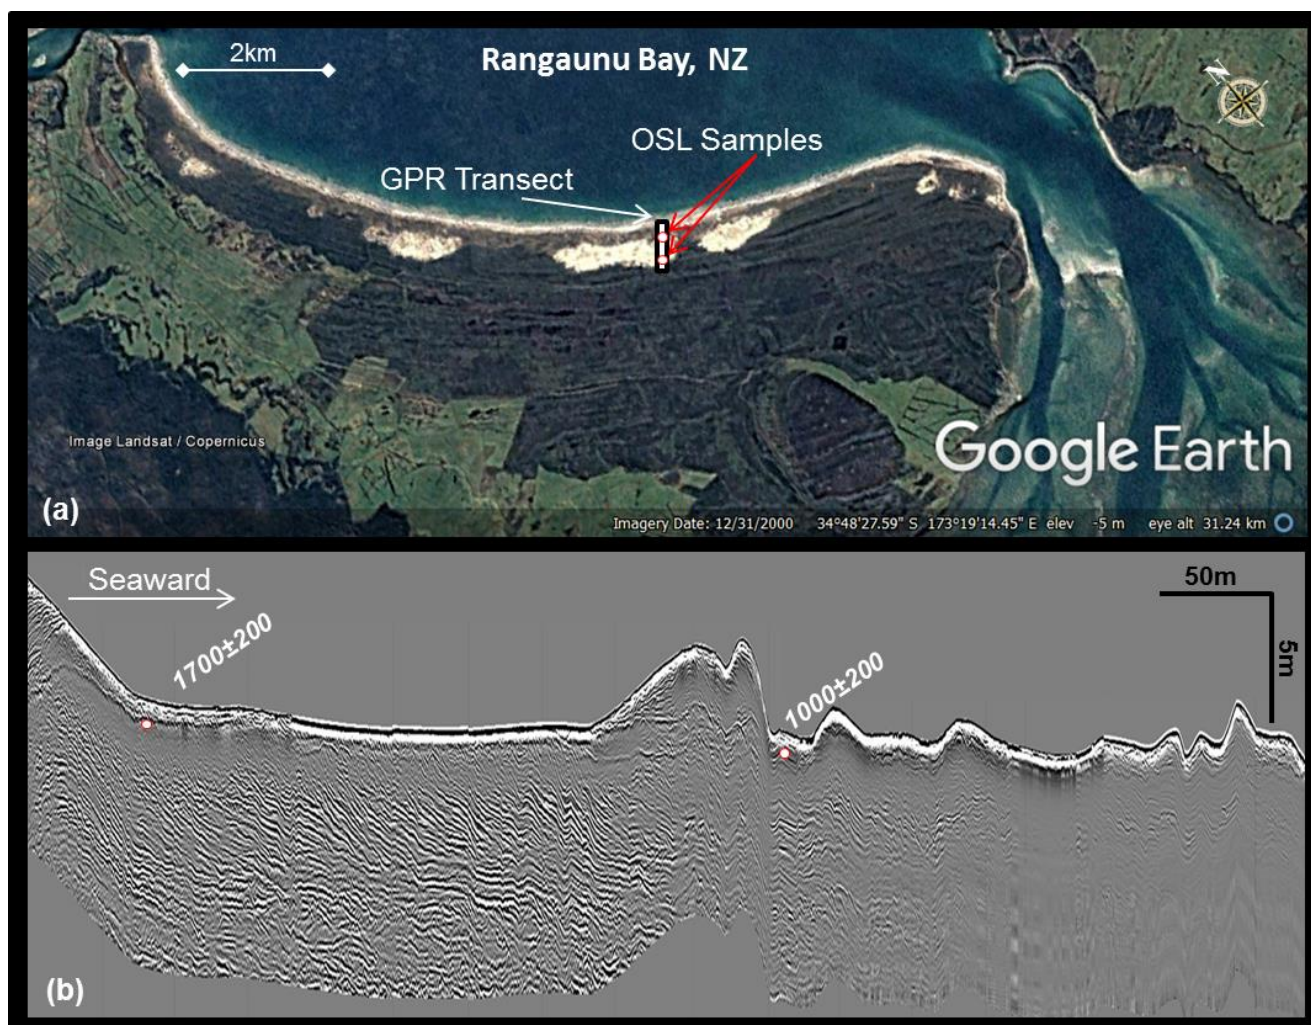 2km
Rangaunu Bay, NZ
N
OSL Samples
GPR Transect
Image Landsat / Copernicus
Google Earth
(a)
Imagery Date: 12/31/2000 34°48'27.59" S 173°19'14.45" E elev -5 m eye alt 31.24 km
Seaward
50m
5m
1700±200
1000±200
(b)